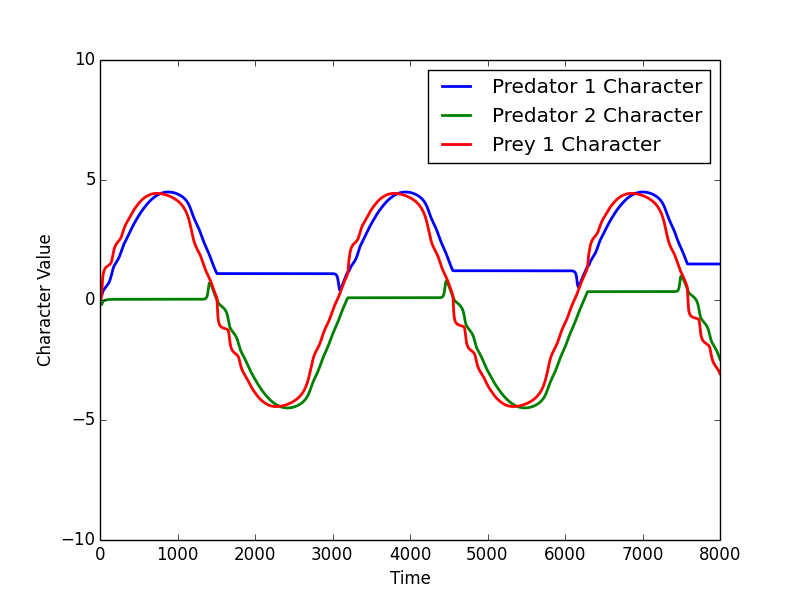 10
5
0
−5
−10
Character Value
Predator 1 Character
Predator 2 Character
Prey 1 Character
0 1000 2000 3000 4000 5000 6000 7000 8000
Time